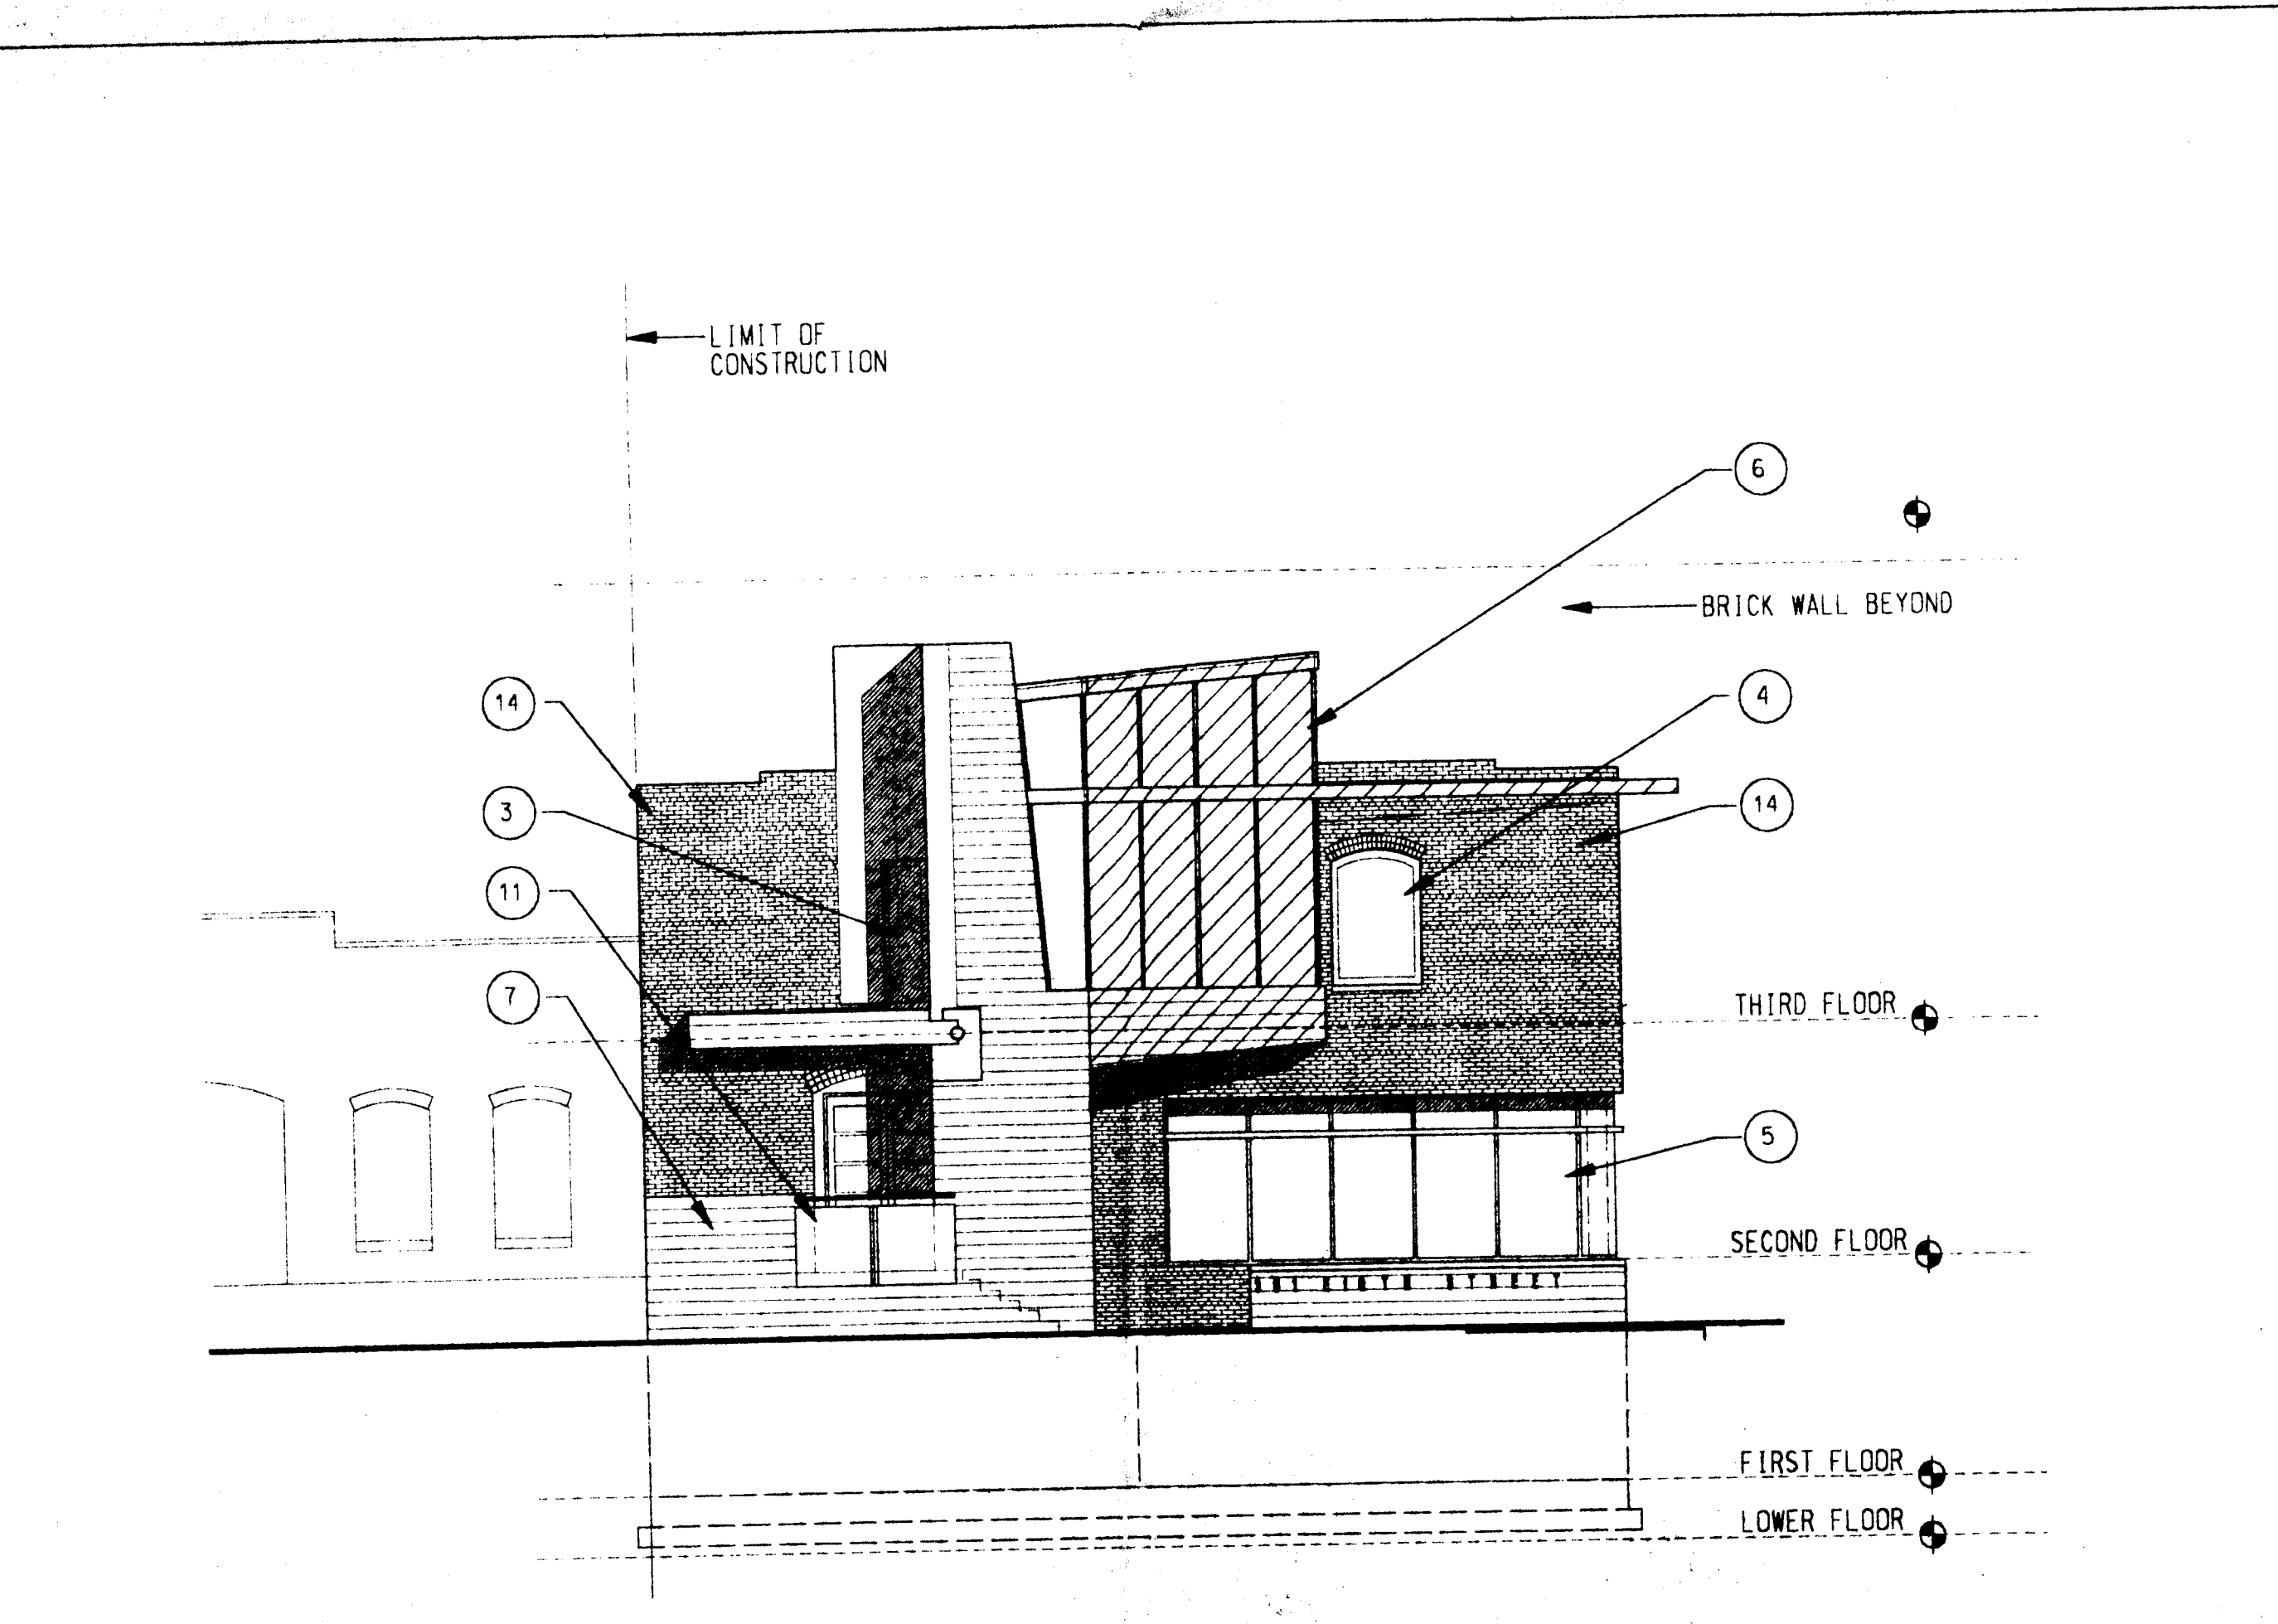 LIMIT OF
CONSTRUCTION
6
BRICK WALL BEYOND
14
4
3
14
11
7
THIRD FLOOR
5
SECOND FLOOR
STREET
FIRST FLOOR
LOWER FLOOR